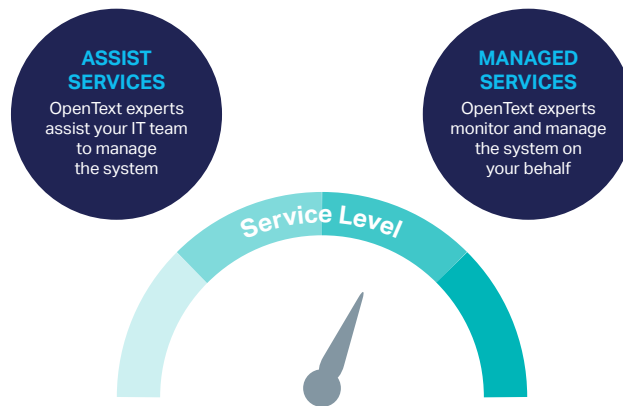 ASSIST
SERVICES
OpenText experts
assist your IT team
to manage
the system
MANAGED
SERVICES
OpenText experts
monitor and manage
the system on
your behalf
Service Level